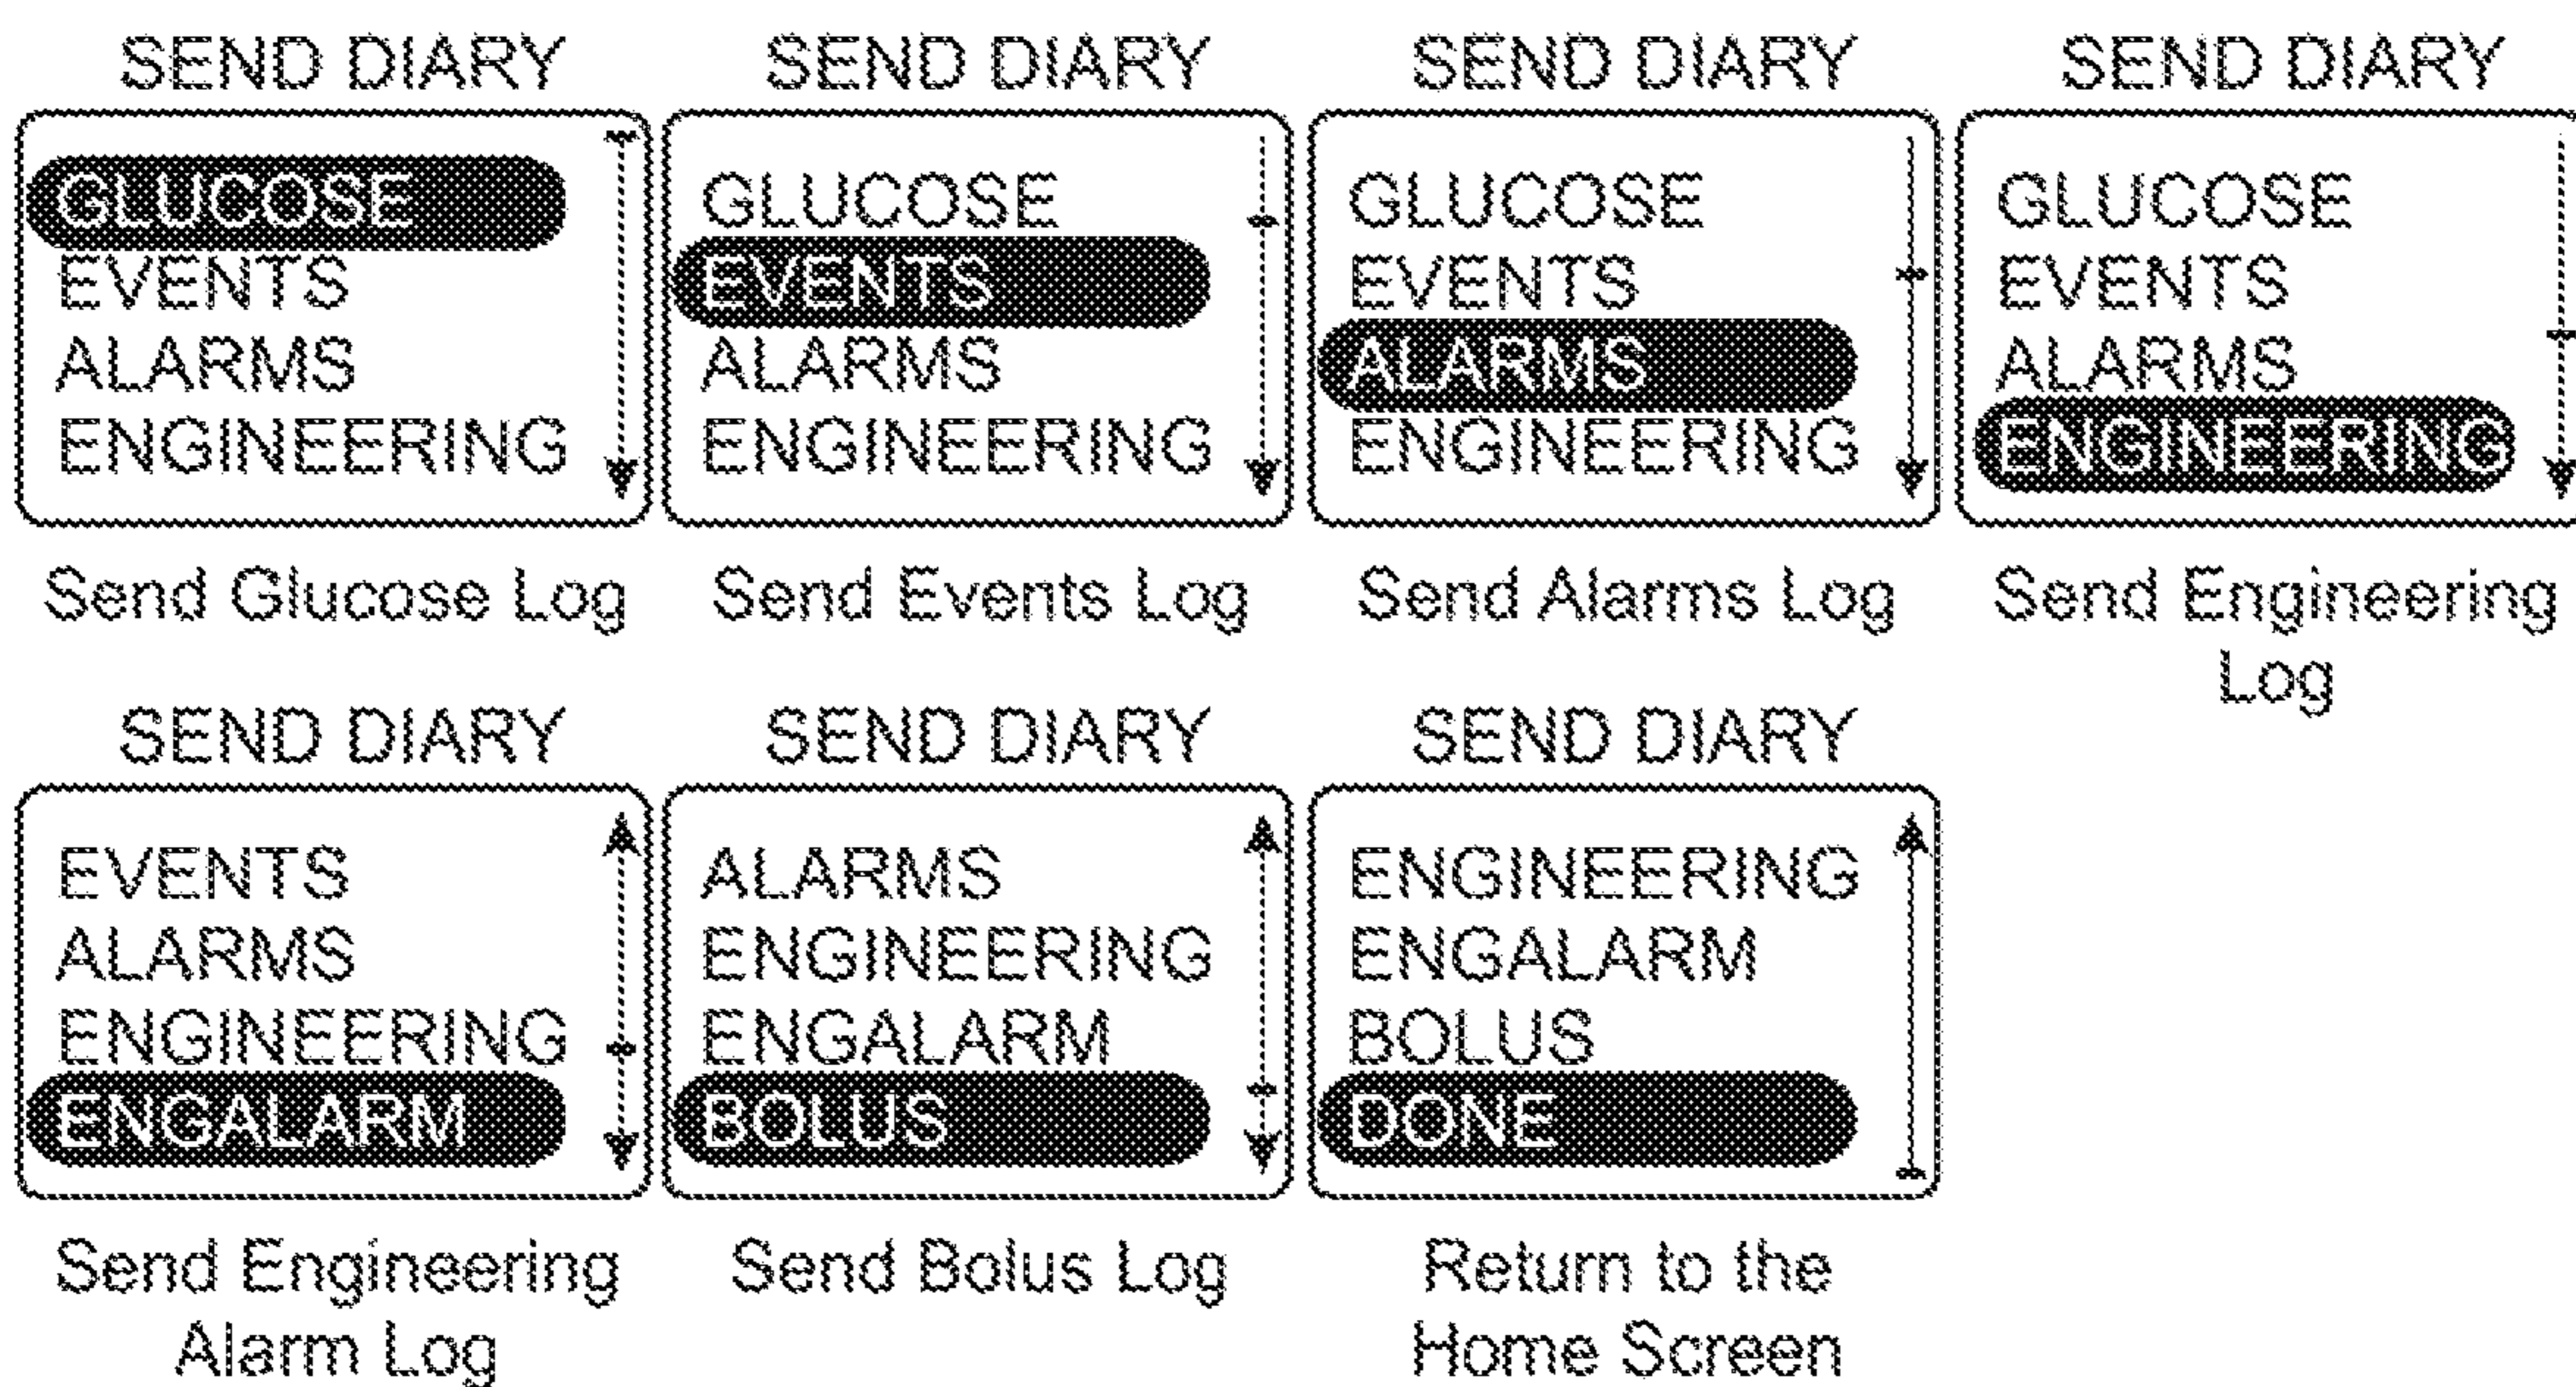 SEND DIARY
GLUCOSE
EVENTS
ALARMS
ENGINEERING
Send Glucose Log
SEND DIARY
GLUCOSE
EVENTS
ALARMS
ENGINEERING
Send Events Log
SEND DIARY
GLUCOSE
EVENTS
ALARMS
ENGINEERING
Send Alarms Log
SEND DIARY
GLUCOSE
EVENTS
ALARMS
ENGINEERING
Send Engineering
Log
SEND DIARY
EVENTS
ALARMS
ENGINEERING
ENGALARM
Send Engineering
Alarm Log
SEND DIARY
ALARMS
ENGINEERING
ENGALARM
BOLUS
Send Bolus Log
SEND DIARY
ENGINEERING
ENGALARM
BOLUS
DONE
Return to the
Home Screen